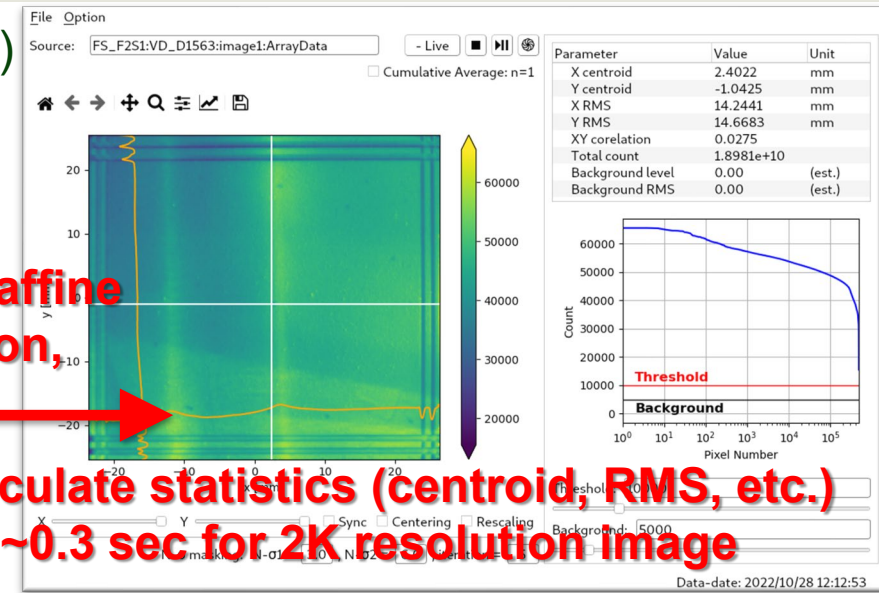 File Option
)
Source: FS_F2S1:VD_D1563:image1:ArrayData - Live
Cumulative Average: n=1
Parameter Value Unit
X centroid 2.4022 mm
Y centroid -1.0425 mm
X RMS 14.2441 mm
Y RMS 14.6683 mm
XY corelation 0.0275
Total count 1.8981e+10
Background level 0.00 (est.)
Background RMS 0.00 (est.)
20
10
0
-10
-20
-20 -10 0 10 20
60000
50000
40000
30000
20000
60000
50000
40000
30000
20000
10000
0
Count
Threshold
Background
10⁰ 10¹ 10² 10³ 10⁴ 10⁵
Pixel Number
affine
on,
culate statistics (centroid, RMS, etc.)
X Y Sync Centering Rescaling
Background: 5000
~0.3 sec for 2K resolution image
Data-date: 2022/10/28 12:12:53